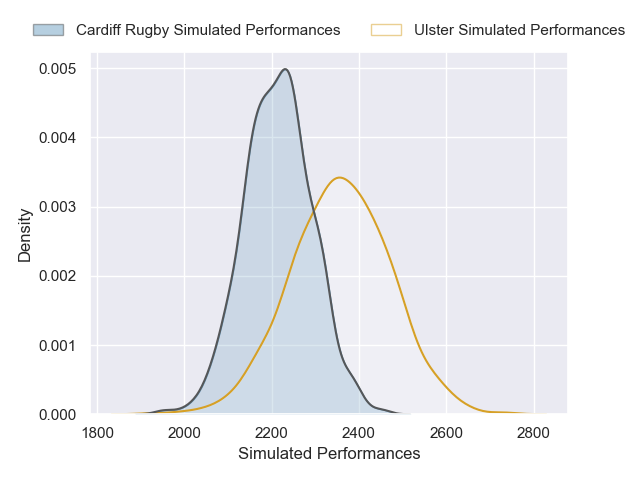 Cardiff Rugby Simulated Performances
Ulster Simulated Performances
0.005
0.004
0.003
0.002
0.001
0.000
Density
1800 2000 2200 2400 2600 2800
Simulated Performances